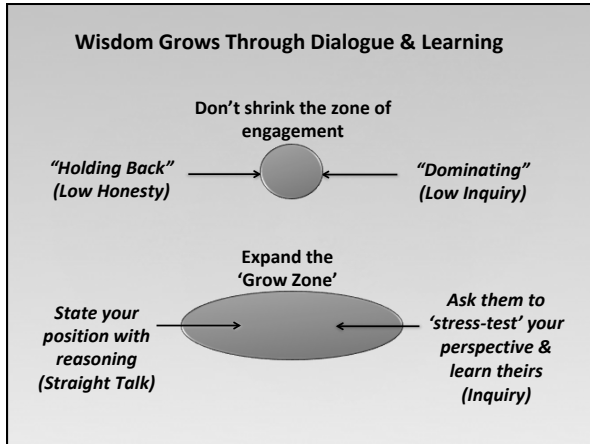 Wisdom Grows Through Dialogue & Learning
Don’t shrink the zone of
engagement
“Holding Back”
(Low Honesty)
“Dominating”
(Low Inquiry)
Expand the
‘Grow Zone’
State your
position with
reasoning
(Straight Talk)
Ask them to
‘stress-test’ your
perspective &
learn theirs
(Inquiry)